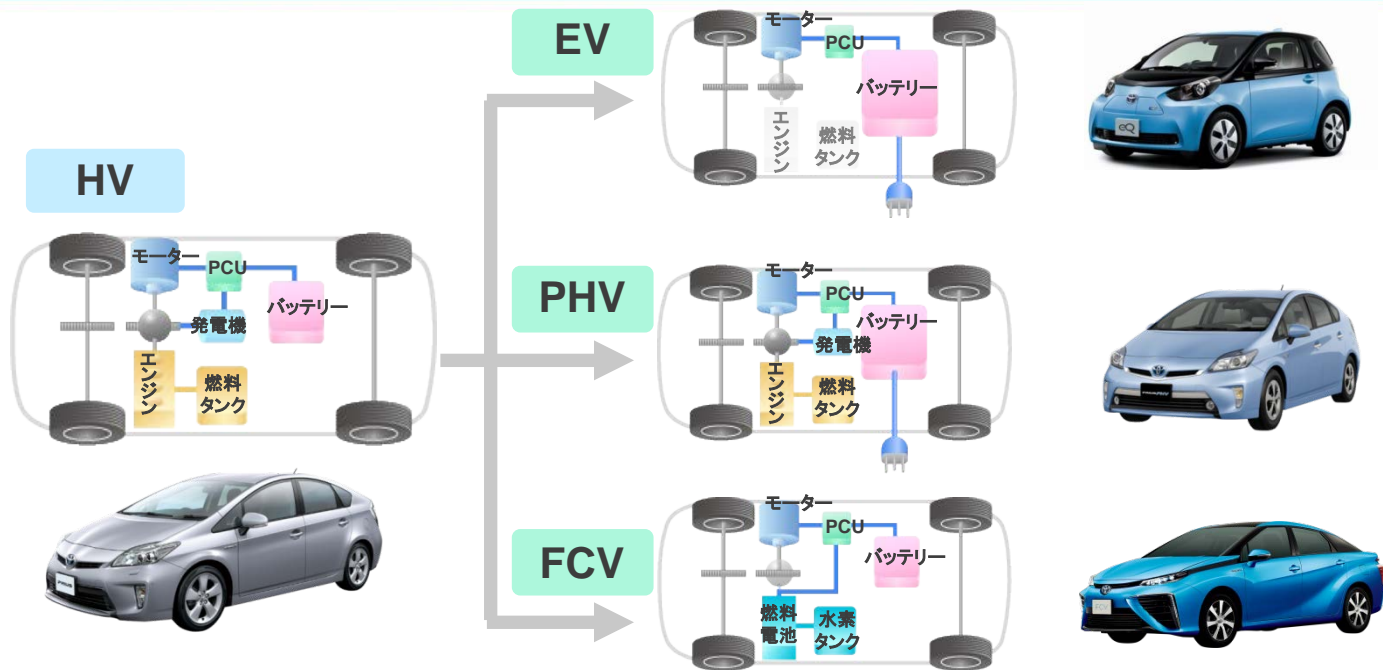 HV
モーター
PCU
バッテリー
発電機
エンジン
燃料
タンク
EV
モーター
PCU
バッテリー
エンジン
燃料
タンク
eQ
PHV
モーター
PCU
バッテリー
発電機
エンジン
燃料
タンク
FCV
モーター
PCU
バッテリー
燃料
電池
水素
タンク
FCV